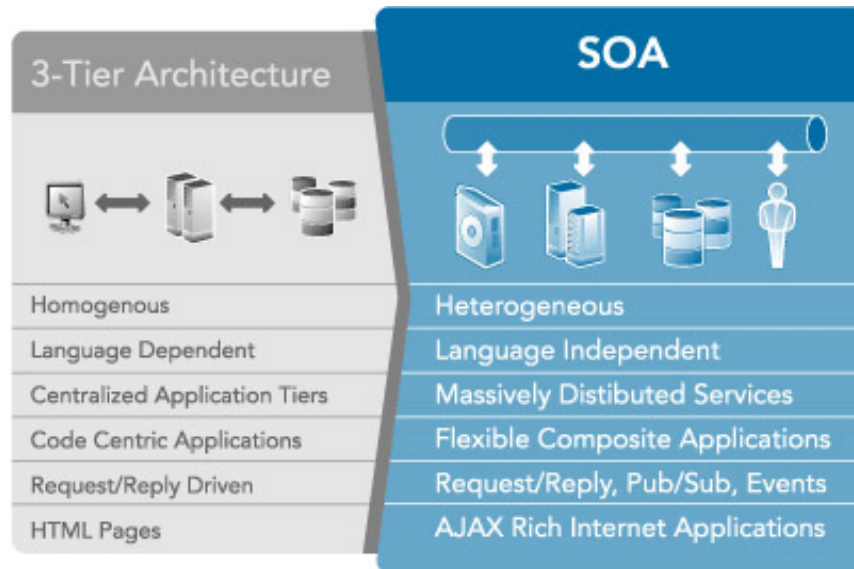 3-Tier Architecture
SOA
Homogenous
Heterogeneous
Language Dependent
Language Independent
Centralized Application Tiers
Massively Distibuted Services
Code Centric Applications
Flexible Composite Applications
Request/Reply Driven
Request/Reply, Pub/Sub, Events
HTML Pages
AJAX Rich Internet Applications